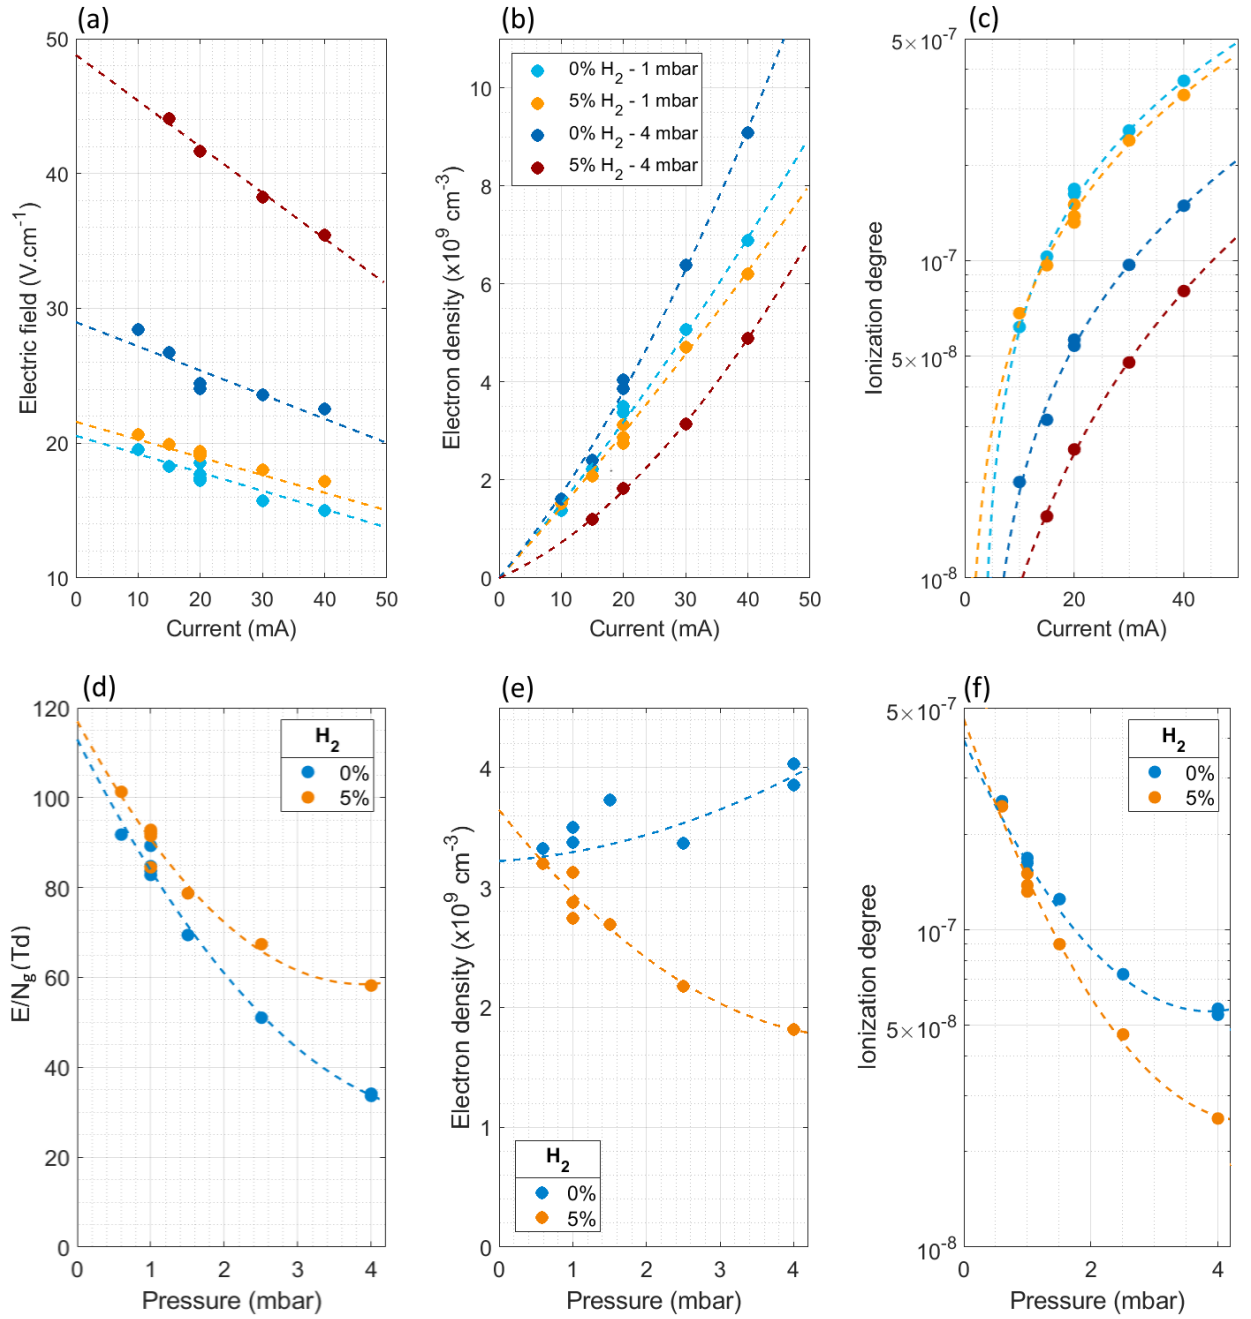 (a)
50
40
30
20
10
0
10
20
30
40
50
Electric field (V.cm⁻¹)
Current (mA)
(b)
0% H₂ - 1 mbar
5% H₂ - 1 mbar
0% H₂ - 4 mbar
5% H₂ - 4 mbar
10
8
6
4
2
0
0
10
20
30
40
50
Electron density (x10⁹ cm⁻³)
Current (mA)
(c)
5×10⁻⁷
10⁻⁷
5×10⁻⁸
10⁻⁸
0
20
40
Ionization degree
Current (mA)
(d)
H₂
0%
5%
120
100
80
60
40
20
0
0
1
2
3
4
E/N_g (Td)
Pressure (mbar)
(e)
4
3
2
1
0
H₂
0%
5%
0
1
2
3
4
Electron density (x10⁹ cm⁻³)
Pressure (mbar)
(f)
H₂
0%
5%
5×10⁻⁷
10⁻⁷
5×10⁻⁸
10⁻⁸
0
2
4
Ionization degree
Pressure (mbar)